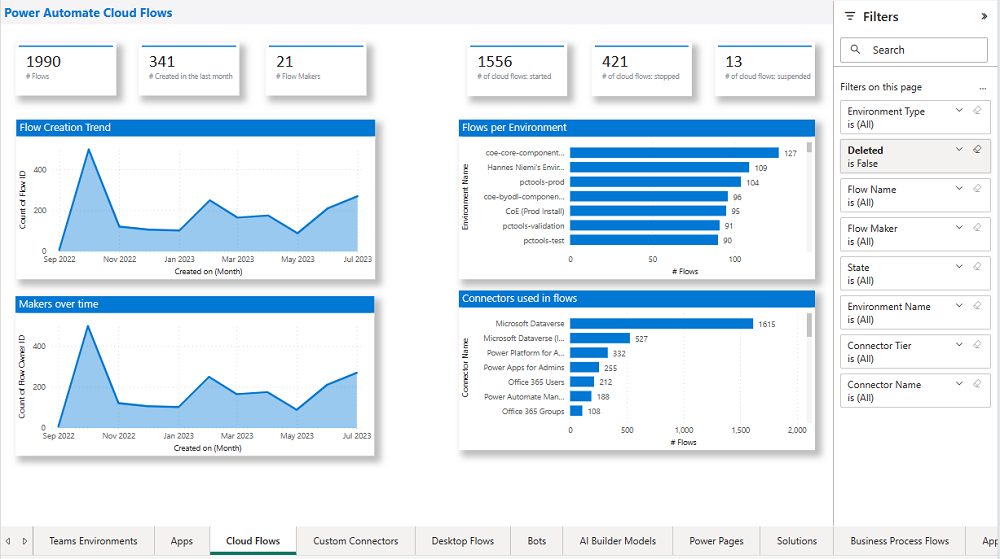 Power Automate Cloud Flows
1990
# Flows
341
# Created in the last month
21
# Flow Makers
1556
# of cloud flows: started
421
# of cloud flows: stopped
13
# of cloud flows: suspended
Flow Creation Trend
Count of Flow ID
400
200
0
Sep 2022 Nov 2022 Jan 2023 Mar 2023 May 2023 Jul 2023
Created on (Month)
Makers over time
Count of Flow Owner ID
400
200
0
Sep 2022 Nov 2022 Jan 2023 Mar 2023 May 2023 Jul 2023
Created on (Month)
Flows per Environment
Environment Name
coe-core-component... 127
Hannes Niemi's Envir... 109
pctools-prod 104
coe-byodl-componen... 96
CoE (Prod Install) 95
pctools-validation 91
pctools-test 90
0 50 100
# Flows
Connectors used in flows
Connector Name
Microsoft Dataverse 1615
Microsoft Dataverse (l... 527
Power Platform for A... 332
Power Apps for Admins 255
Office 365 Users 212
Power Automate Man... 188
Office 365 Groups 108
0 500 1,000 1,500 2,000
# Flows
Filters
Search
Filters on this page
...
Environment Type
is (All)
Deleted
is False
Flow Name
is (All)
Flow Maker
is (All)
State
is (All)
Environment Name
is (All)
Connector Tier
is (All)
Connector Name
is (All)
Teams Environments Apps Cloud Flows Custom Connectors Desktop Flows Bots AI Builder Models Power Pages Solutions Business Process Flows App